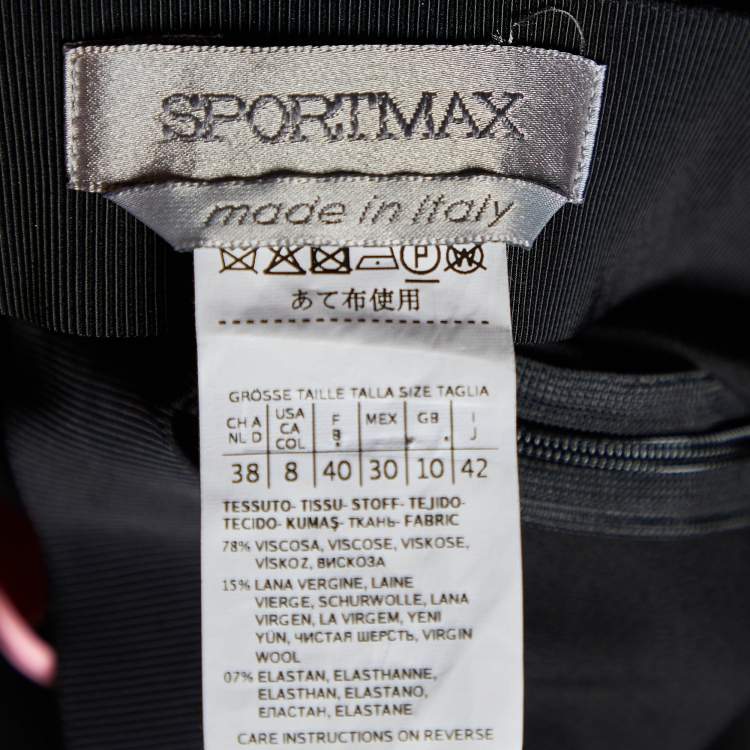 SPORTMAX
made in Italy
P W
あて布使用
GRÖSSE TAILLE TALLA SIZE TAGLIA
CH A NL D USA CA COL F B MEX GB I J
38 8 40 30 10 42
TESSUTO- TISSU- STOFF- TEJIDO-
TECIDO- KUMAŞ- ТКАНЬ- FABRIC
78% VISCOSA, VISCOSE, VISKOSE,
VİSKOZ, ВИСКОЗА
15% LANA VERGINE, LAINE
VIERGE, SCHURWOLLE, LANA
VIRGEN, LA VIRGEM, YENI
YÜN, ЧИСТАЯ ШЕРСТЬ, VIRGIN
WOOL
07% ELASTAN, ELASTHANNE,
ELASTHAN, ELASTANO,
ЕЛАСТАН, ELASTANE
CARE INSTRUCTIONS ON REVERSE